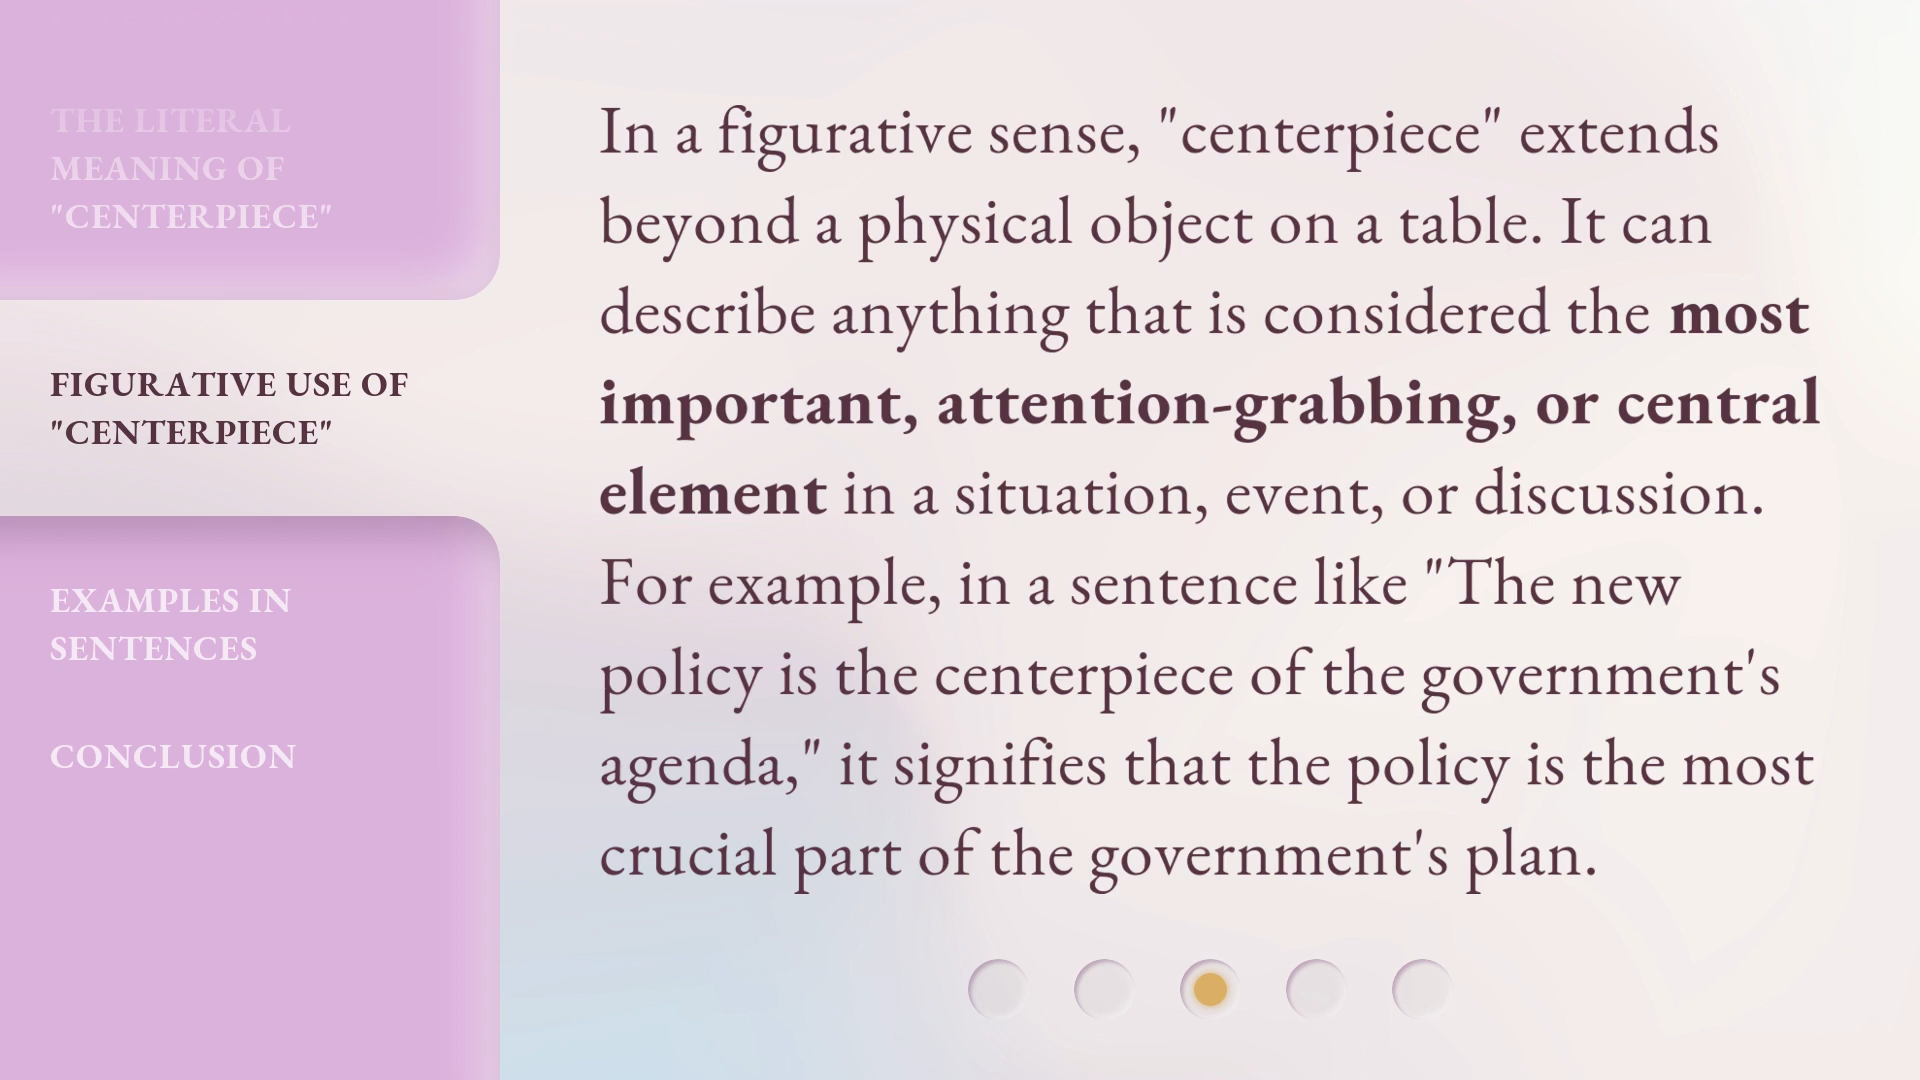 THE LITERAL
MEANING OF
"CENTERPIECE"
FIGURATIVE USE OF
"CENTERPIECE"
EXAMPLES IN
SENTENCES
CONCLUSION
In a figurative sense, "centerpiece" extends
beyond a physical object on a table. It can
describe anything that is considered the most
important, attention-grabbing, or central
element in a situation, event, or discussion.
For example, in a sentence like "The new
policy is the centerpiece of the government's
agenda," it signifies that the policy is the most
crucial part of the government's plan.